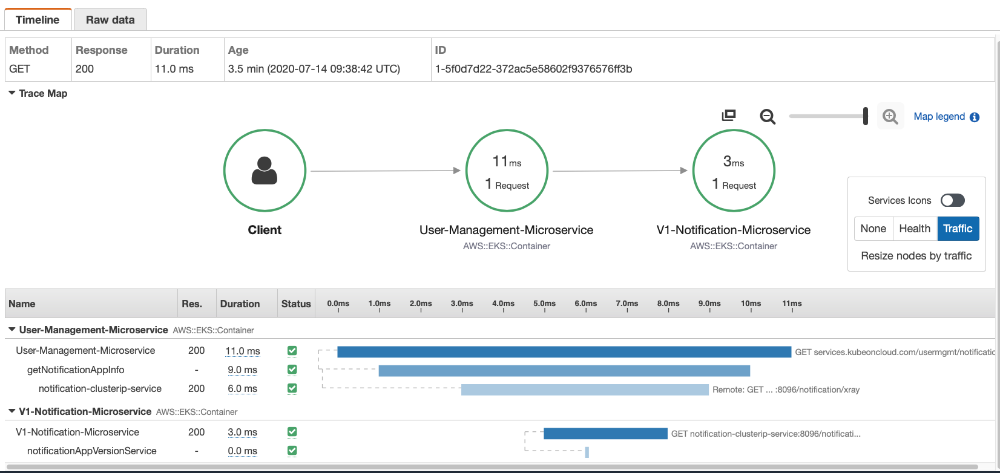 Timeline Raw data
Method Response Duration Age ID
GET 200 11.0 ms 3.5 min (2020-07-14 09:38:42 UTC) 1-5f0d7d22-372ac5e58602f9376576ff3b
Trace Map
Map legend
11ms
1 Request
3ms
1 Request
Client
User-Management-Microservice
AWS::EKS::Container
V1-Notification-Microservice
AWS::EKS::Container
Services Icons
None Health Traffic
Resize nodes by traffic
Name Res. Duration Status 0.0ms 1.0ms 2.0ms 3.0ms 4.0ms 5.0ms 6.0ms 7.0ms 8.0ms 9.0ms 10ms 11ms
User-Management-Microservice AWS::EKS::Container
User-Management-Microservice 200 11.0 ms GET services.kubeoncloud.com/usermgmt/notificatio
getNotificationAppInfo - 9.0 ms
notification-clusterip-service 200 6.0 ms Remote: GET ... :8096/notification/xray
V1-Notification-Microservice AWS::EKS::Container
V1-Notification-Microservice 200 3.0 ms GET notification-clusterip-service:8096/notificati...
notificationAppVersionService - 0.0 ms